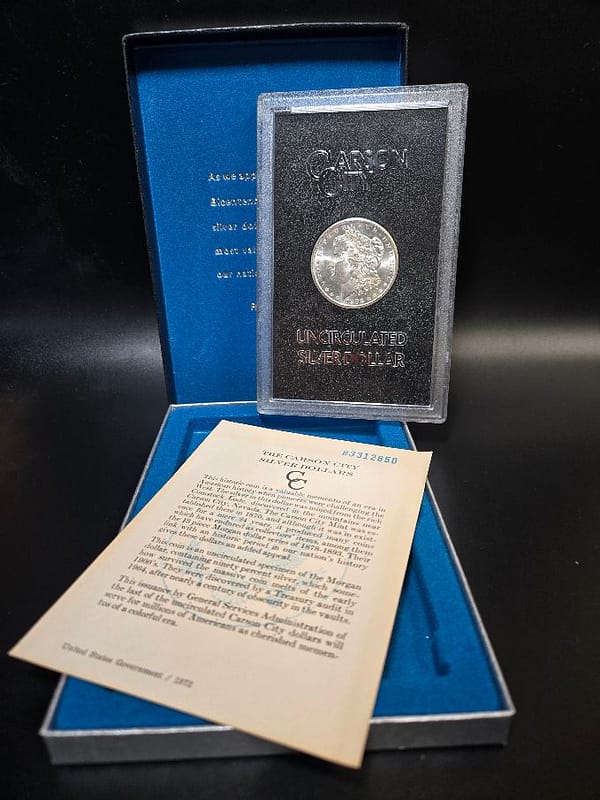 As we app
Bicenten
silver dol
most val
our natio
CARSON
CITY
UNCIRCULATED
SILVER DOLLAR
#3312850
THE CARSON CITY
SILVER DOLLARS
CC
This historic coin is a valuable memento of an era in
American history when pioneers were challenging the
West. The silver in this dollar was mined from the rich
Comstock Lode, discovered in the mountains near
Carson City, Nevada. The Carson City Mint was es-
tablished there in 1870, and although it was in exist-
ence for a mere 24 years, it produced many coins
which have endured as collectors' items, among them
the 13 piece Morgan dollar series of 1878-1893. Their
link with an historic period in our nation's history
gives these dollars an added appeal.
This coin is an uncirculated specimen of the Morgan
dollar, containing ninety percent silver, which some-
how survived the massive coin melts of the early
1900's. They were discovered by a Treasury audit in
1964, after nearly a century of obscurity in the vaults.
This issuance by General Services Administration of
the last of the uncirculated Carson City dollars will
serve for millions of Americans as cherished memen-
tos of a colorful era.
United States Government / 1972